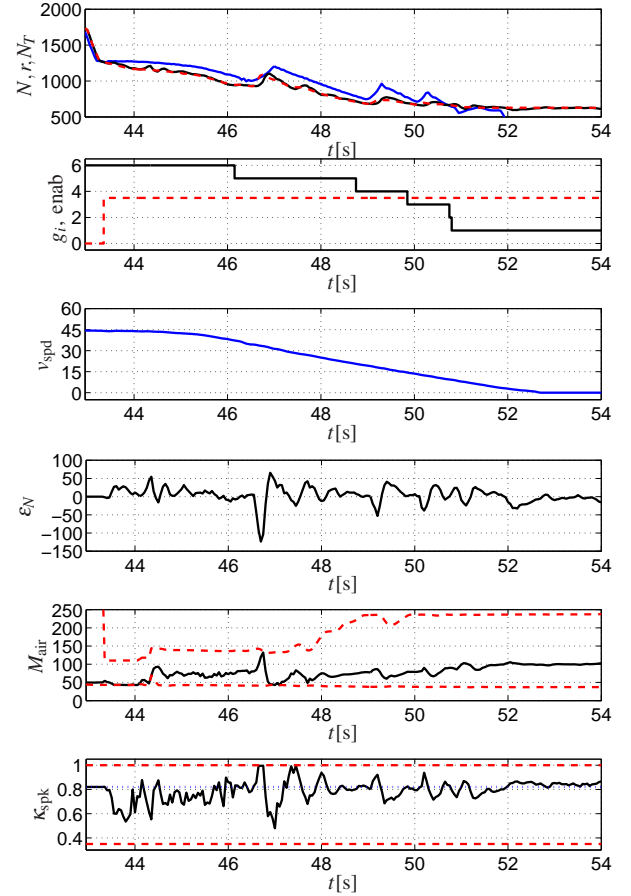 2000
1500
1000
500
N, r, N_T
44 46 48 50 52 54
t[s]
6
4
2
0
g_i, enab
44 46 48 50 52 54
t[s]
60
45
30
15
0
v_spd
44 46 48 50 52 54
t[s]
100
50
0
−50
−100
−150
ε_N
44 46 48 50 52 54
t[s]
250
200
150
100
50
0
M_air
44 46 48 50 52 54
t[s]
1
0.8
0.6
0.4
κ_spk
44 46 48 50 52 54
t[s]